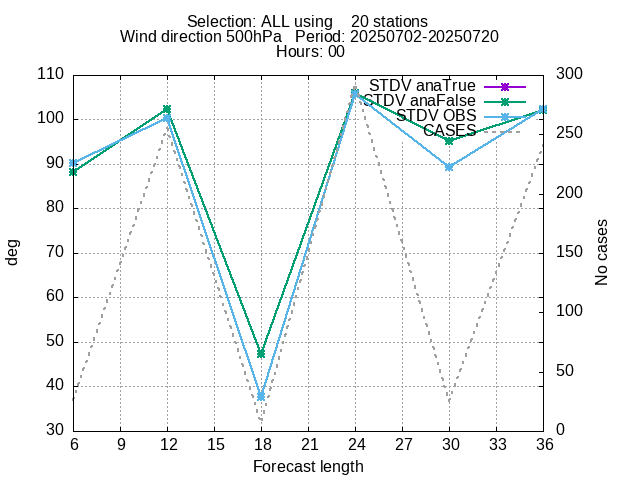 Selection: ALL using    20 stations
Wind direction 500hPa   Period: 20250702-20250720
Hours: 00
110 300
STDV anaTrue
STDV anaFalse
100 STDV OBS
CASES 250
90
80 200
70 150
60
50 100
40 50
30 0
deg
No cases
6 9 12 15 18 21 24 27 30 33 36
Forecast length